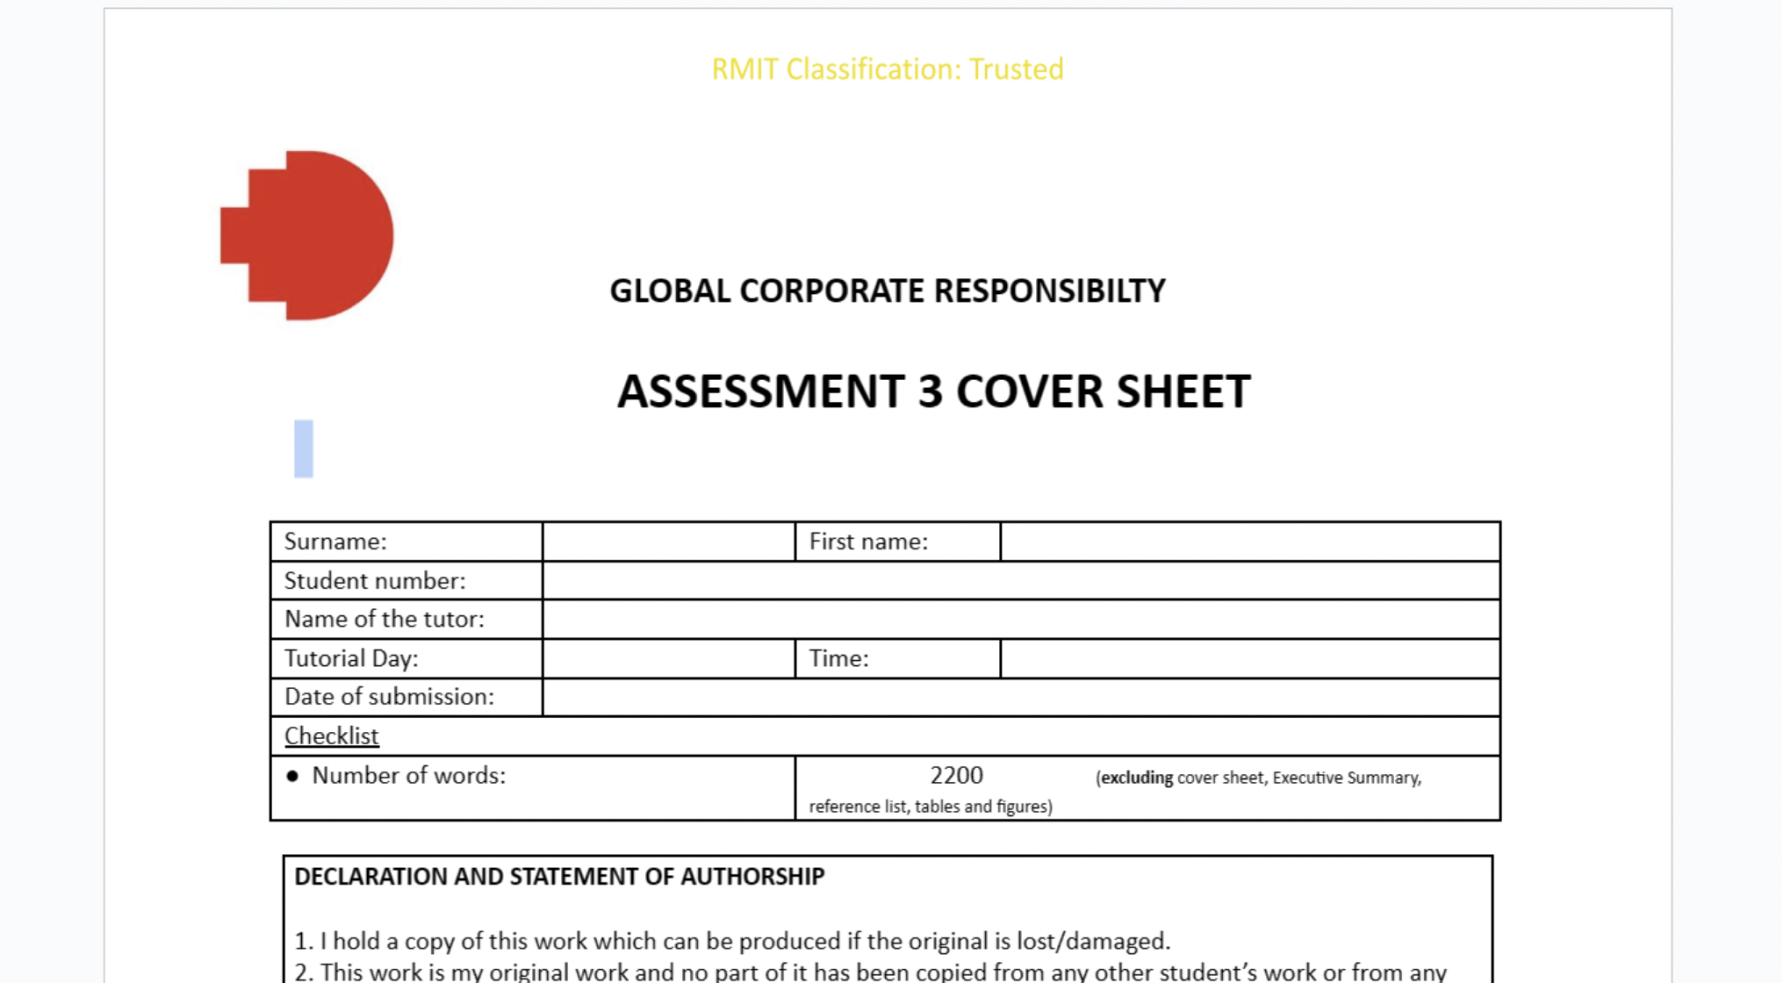 RMIT Classification: Trusted
GLOBAL CORPORATE RESPONSIBILTY
ASSESSMENT 3 COVER SHEET
Surname: First name:
Student number:
Name of the tutor:
Tutorial Day: Time:
Date of submission:
Checklist
● Number of words: 2200 (excluding cover sheet, Executive Summary,
reference list, tables and figures)
DECLARATION AND STATEMENT OF AUTHORSHIP
1. I hold a copy of this work which can be produced if the original is lost/damaged.
2. This work is my original work and no part of it has been copied from any other student’s work or from any